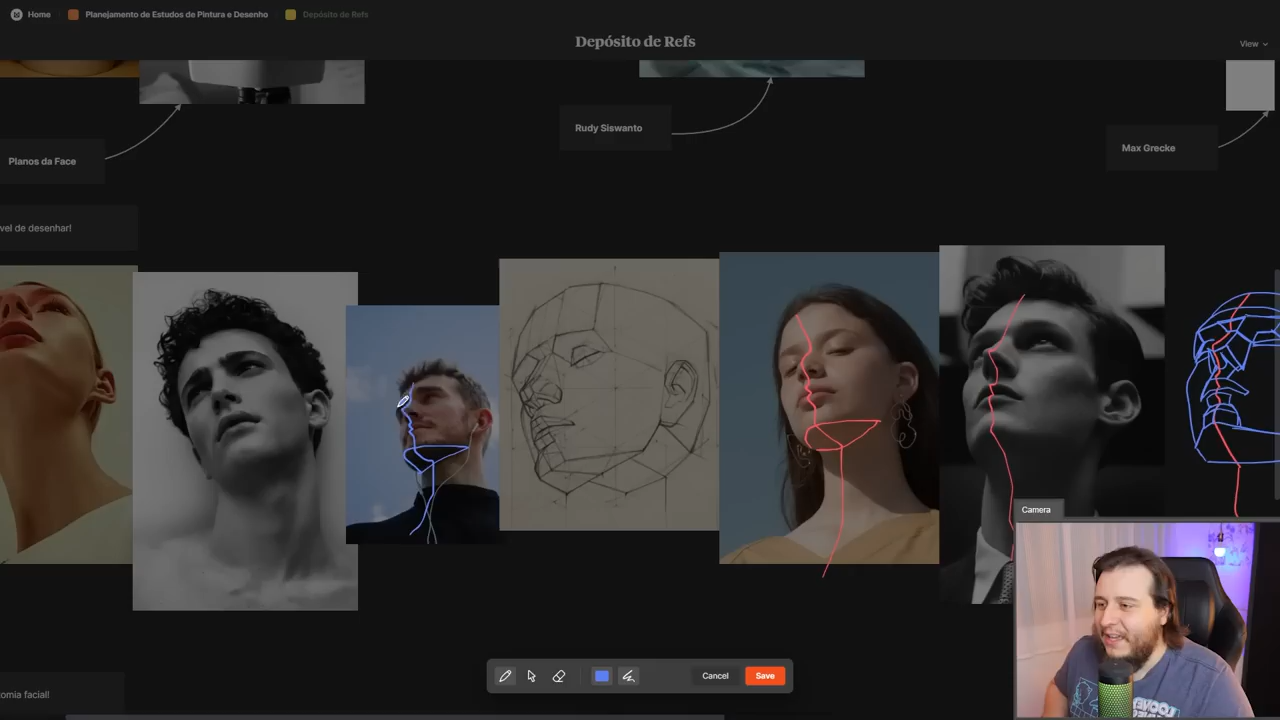 Home
Planejamento de Estudos de Pintura e Desenho
Depósito de Refs
Depósito de Refs
View
Rudy Siswanto
Max Grecke
Planos da Face
vel de desenhar!
Camera
Cancel
Save
omia facial!